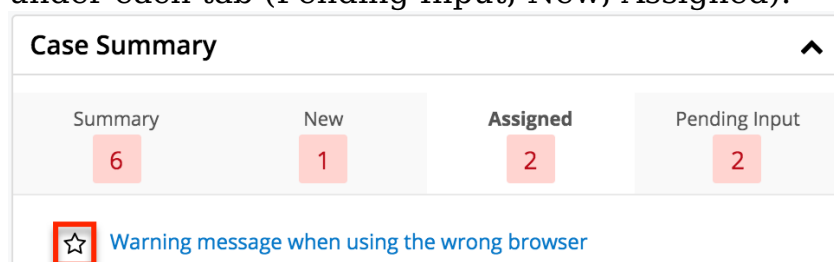 under each tab (Pending Input, New, Assigned).
Case Summary
Summary New Assigned Pending Input
6 1 2 2
Warning message when using the wrong browser